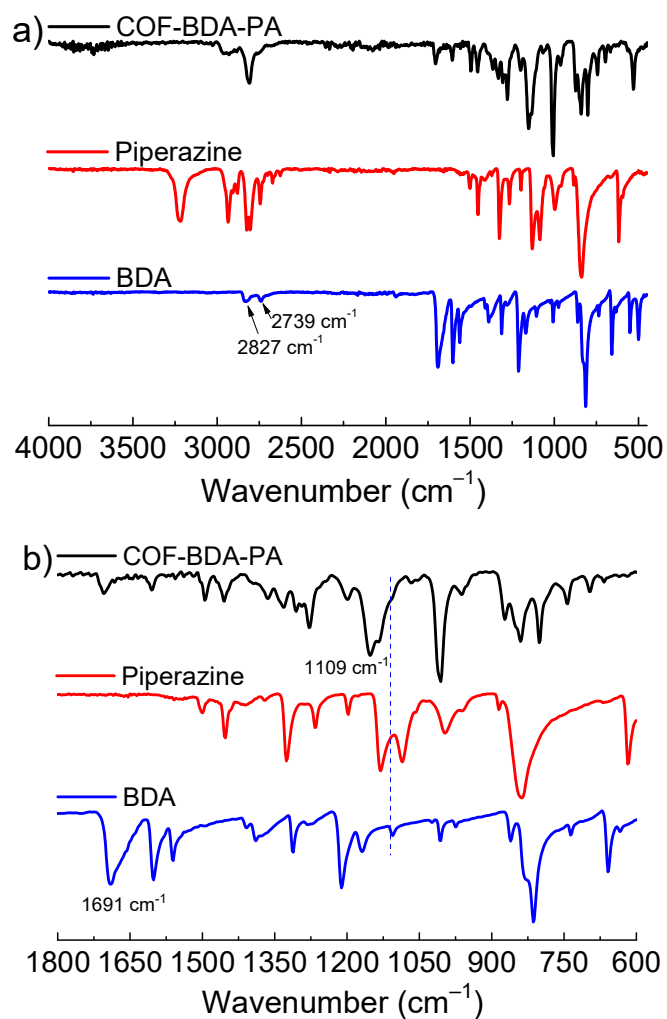 a)
COF-BDA-PA
Piperazine
BDA
2739 cm⁻¹
2827 cm⁻¹
4000 3500 3000 2500 2000 1500 1000 500
Wavenumber (cm⁻¹)
b)
COF-BDA-PA
1109 cm⁻¹
Piperazine
BDA
1691 cm⁻¹
1800 1650 1500 1350 1200 1050 900 750 600
Wavenumber (cm⁻¹)